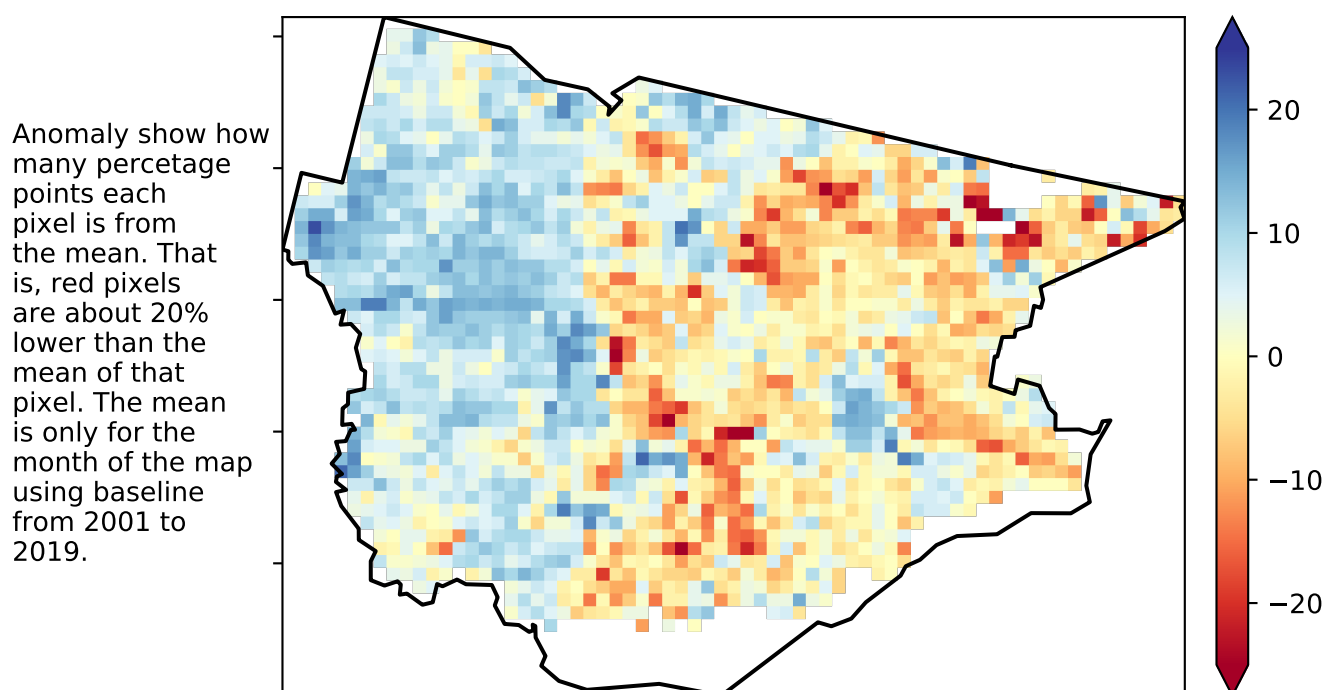 Anomaly show how
many percetage
points each
pixel is from
the mean. That
is, red pixels
are about 20%
lower than the
mean of that
pixel. The mean
is only for the
month of the map
using baseline
from 2001 to
2019.
20
10
0
−10
−20